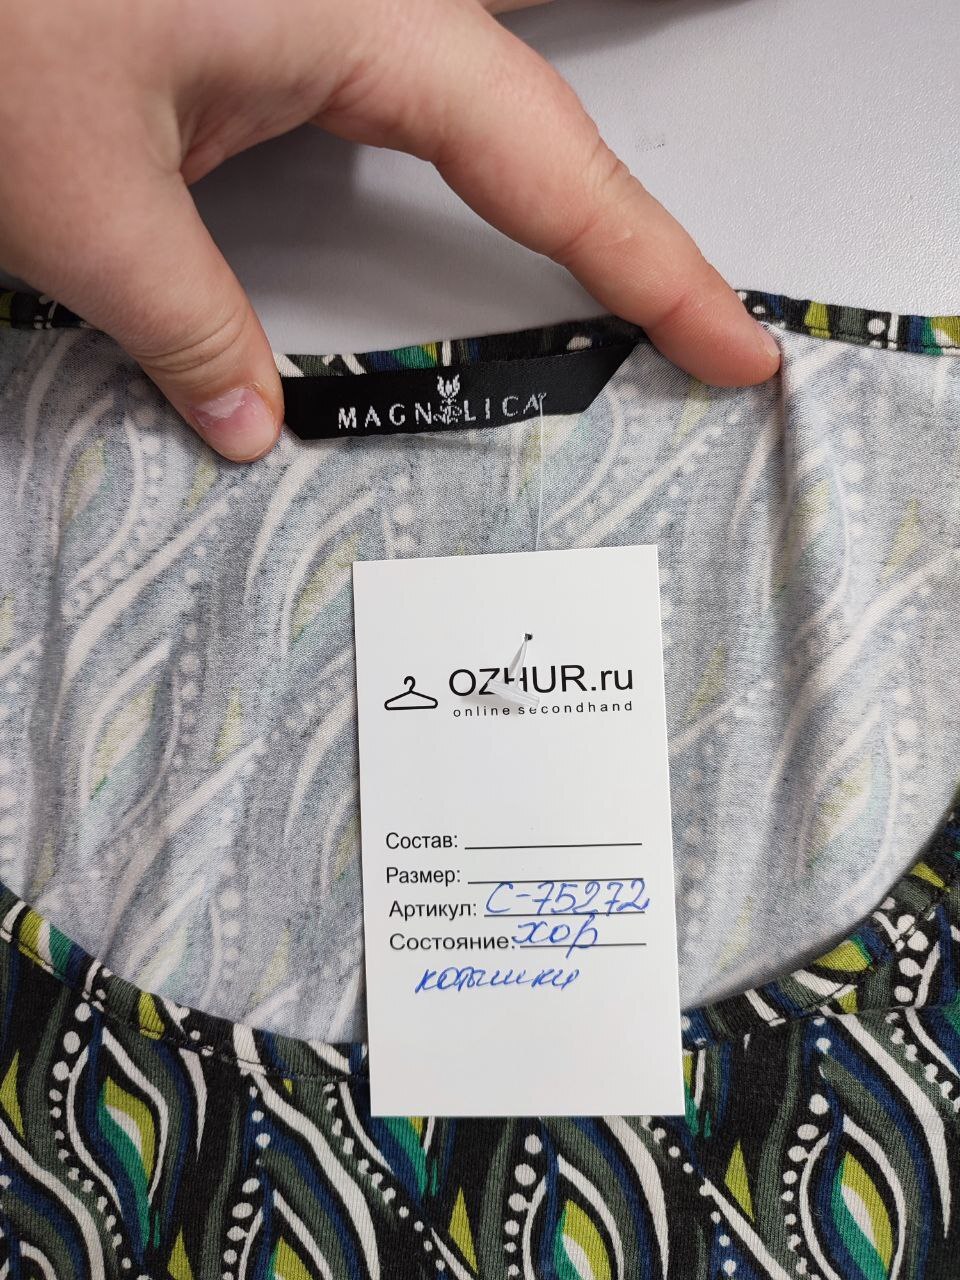 MAGNOLICA
OZHUR.ru
online secondhand
Состав:
Размер:
Артикул: С-75272
Состояние: хор
катышки